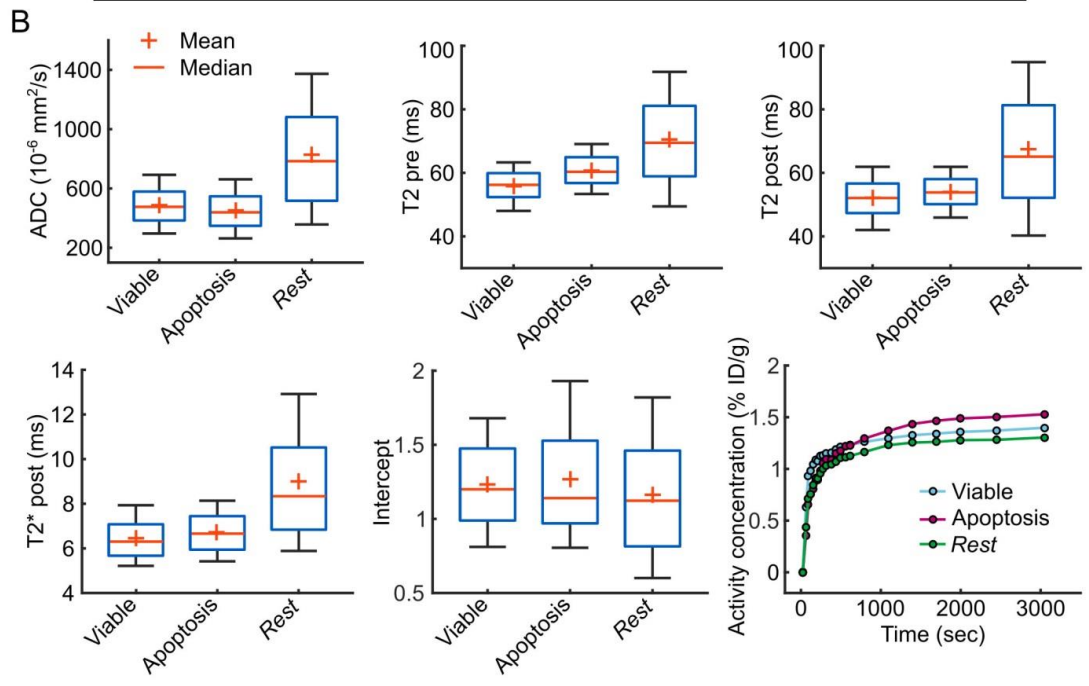 B
Mean
Median
ADC (10⁻⁶ mm²/s)
1400
1000
600
200
Viable
Apoptosis
Rest
T2 pre (ms)
100
80
60
40
Viable
Apoptosis
Rest
T2 post (ms)
100
80
60
40
Viable
Apoptosis
Rest
T2* post (ms)
14
12
10
8
6
4
Viable
Apoptosis
Rest
Intercept
2
1.5
1
0.5
Viable
Apoptosis
Rest
Activity concentration (% ID/g)
2
1.5
1
0.5
0
Viable
Apoptosis
Rest
0 1000 2000 3000
Time (sec)